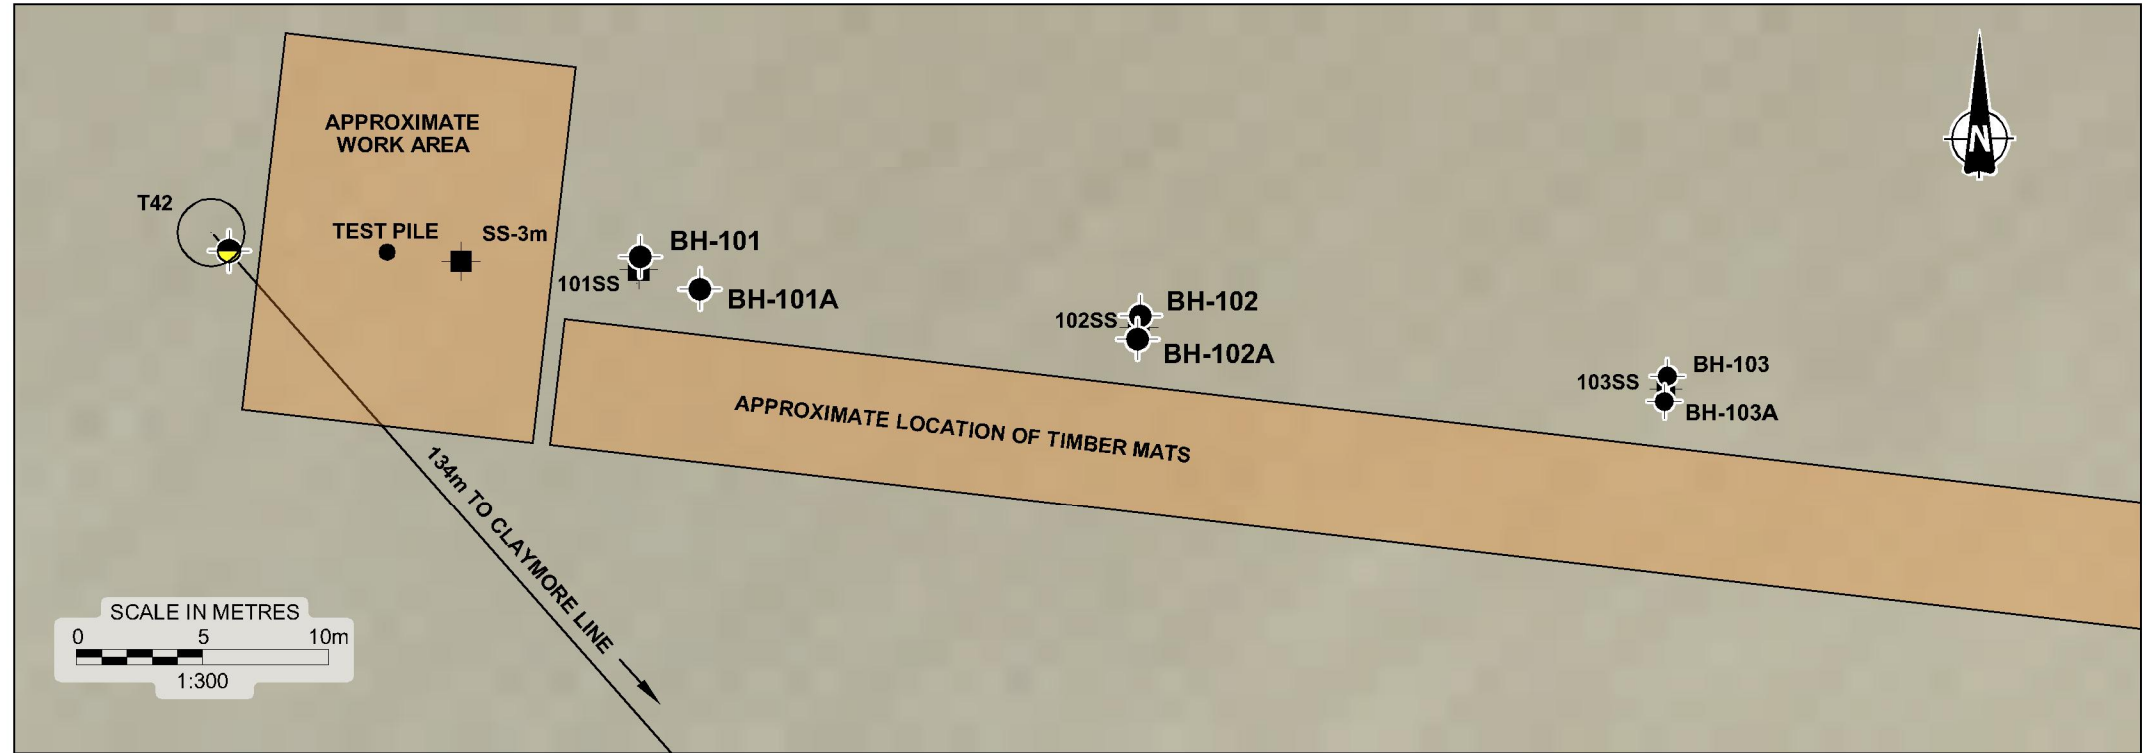 APPROXIMATE
WORK AREA
N
T42
TEST PILE
SS-3m
BH-101
101SS
BH-101A
BH-102
102SS
BH-102A
BH-103
103SS
BH-103A
APPROXIMATE LOCATION OF TIMBER MATS
134m TO CLAYMORE LINE
SCALE IN METRES
0 5 10m
1:300